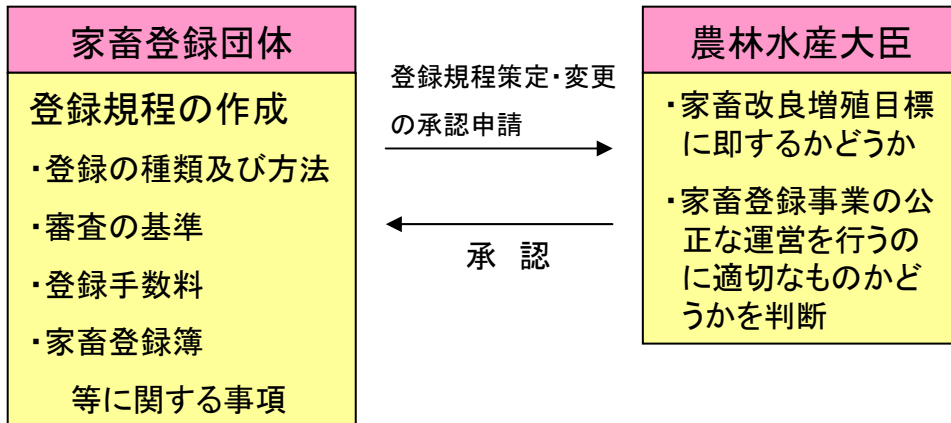 家畜登録団体
登録規程の作成
・登録の種類及び方法
・審査の基準
・登録手数料
・家畜登録簿
等に関する事項
登録規程策定・変更
の承認申請
承 認
農林水産大臣
・家畜改良増殖目標
に即するかどうか
・家畜登録事業の公
正な運営を行うの
に適切なものかど
うかを判断